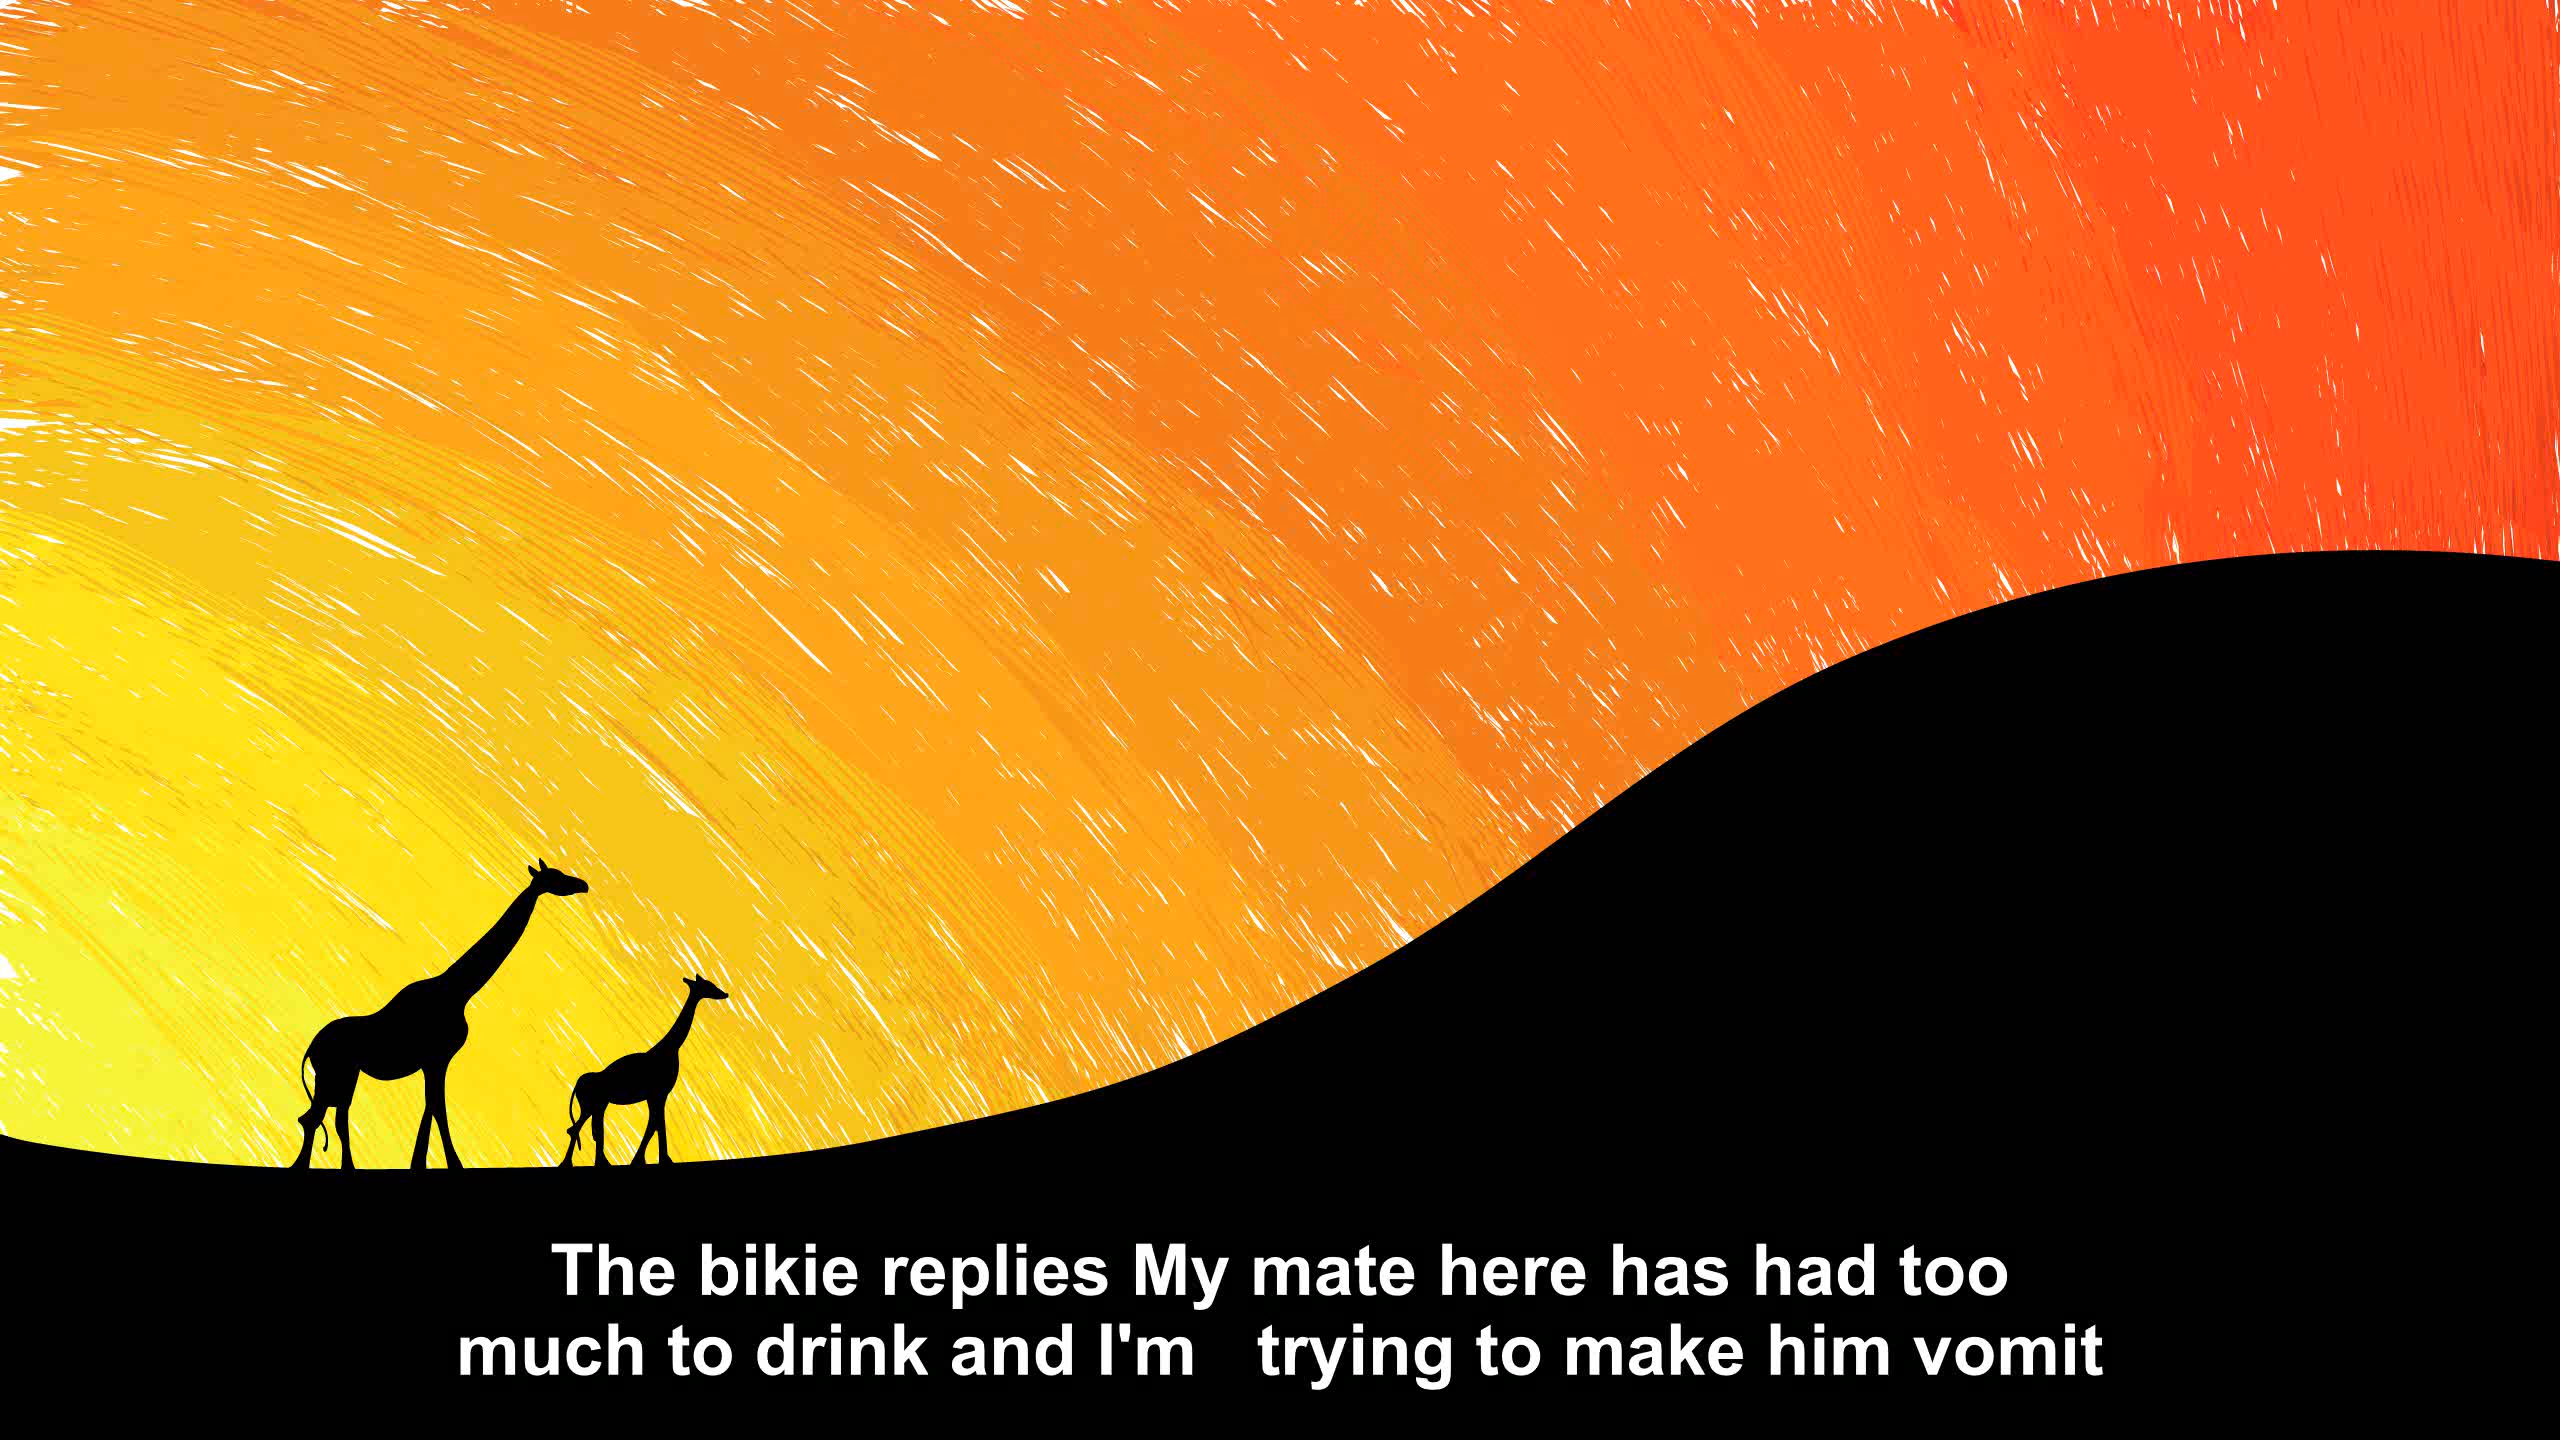 The bikie replies My mate here has had too
much to drink and I'm   trying to make him vomit